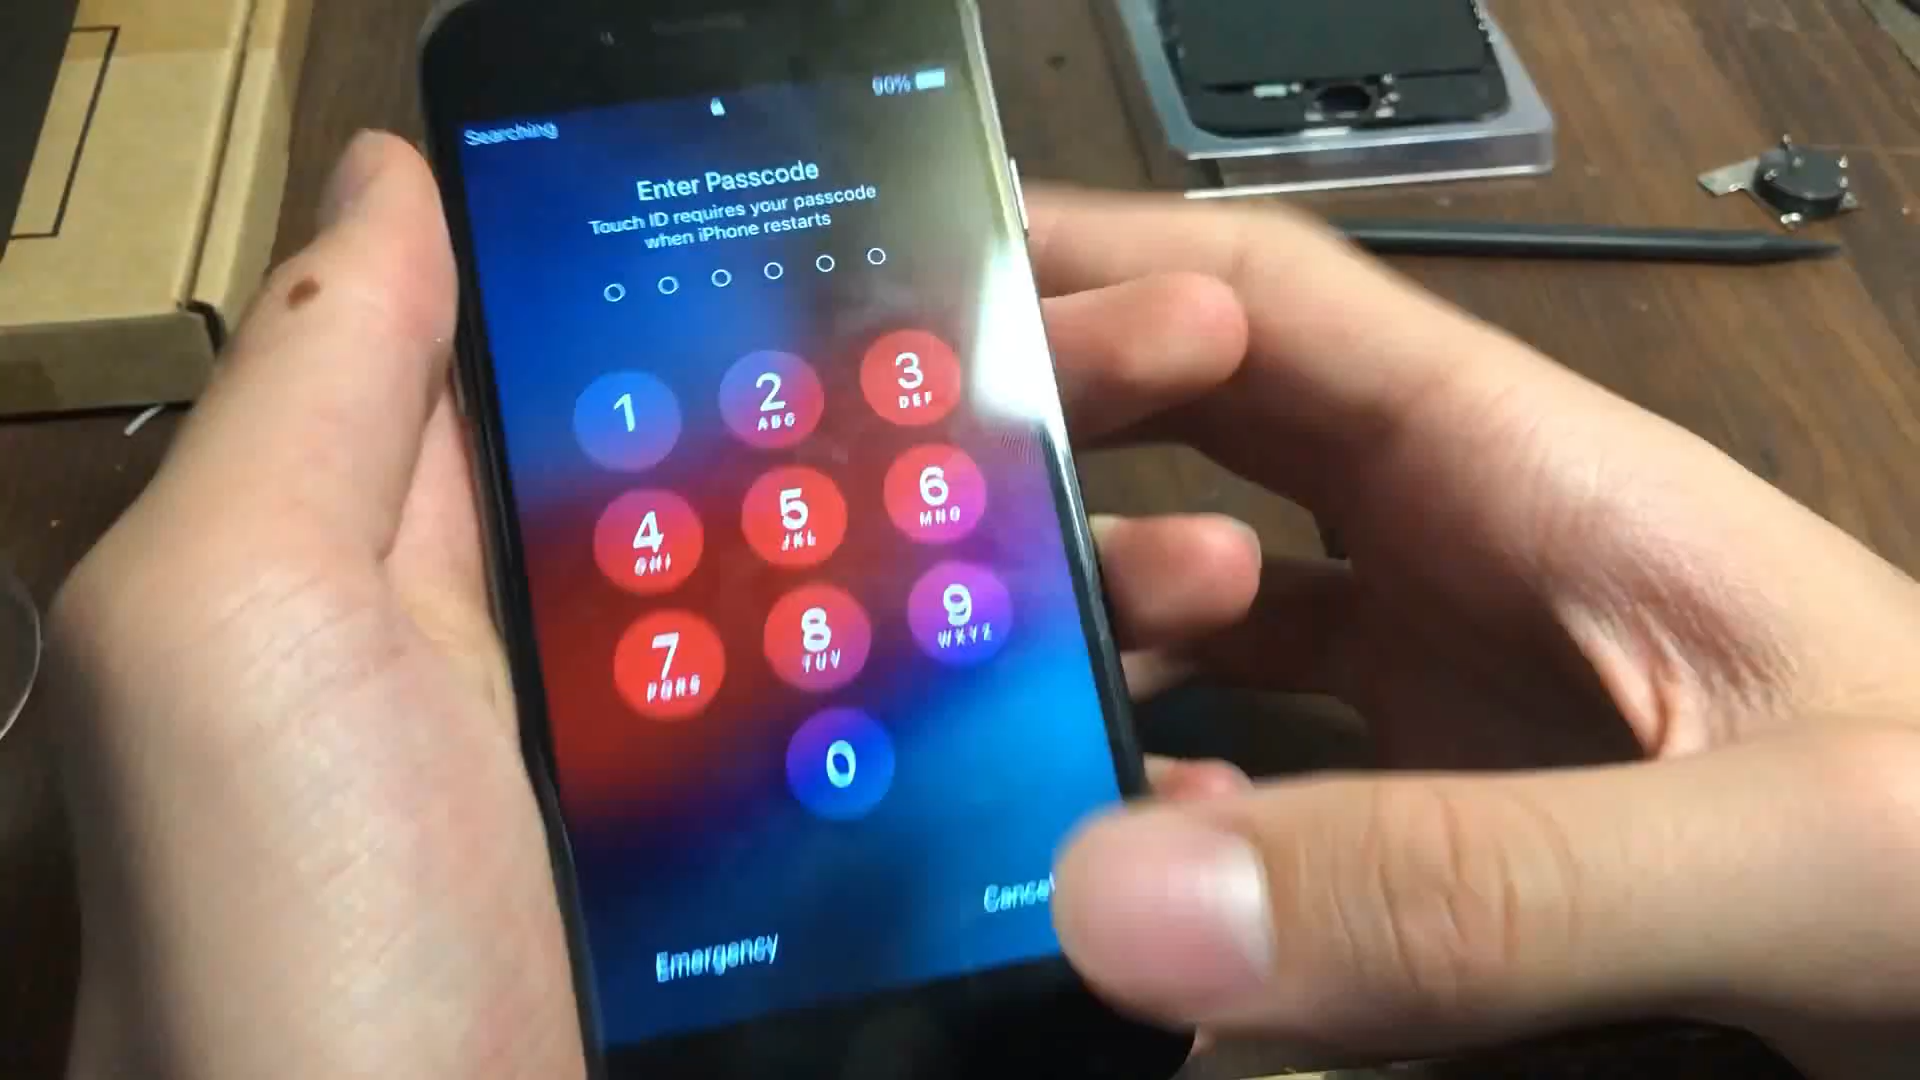 90%
Searching
Enter Passcode
Touch ID requires your passcode
when iPhone restarts
1
2
ABC
3
DEF
4
GHI
5
JKL
6
MNO
7
PQRS
8
TUV
9
WXYZ
0
Cancel
Emergency